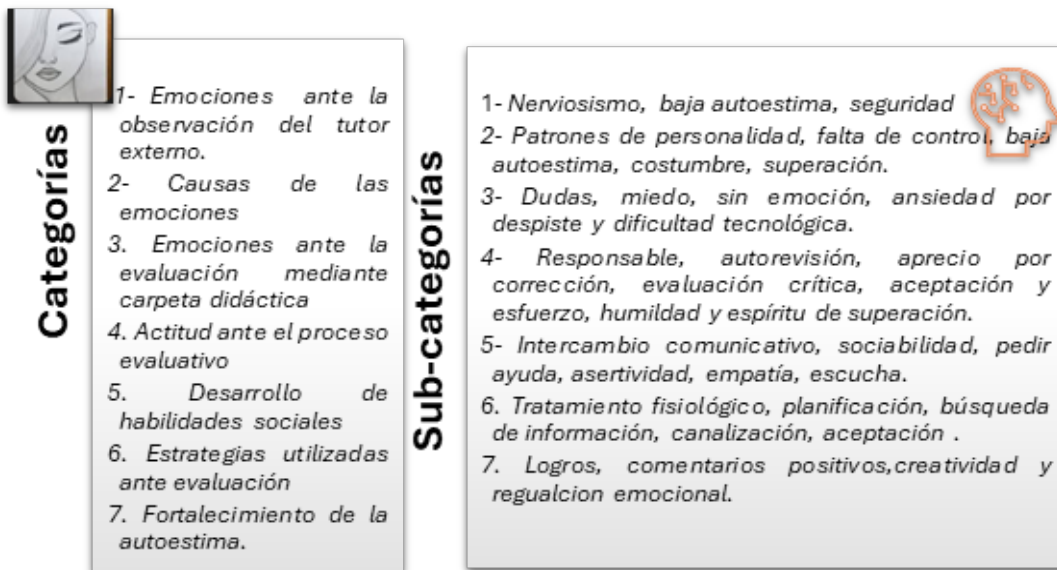 Categorías
1- Emociones ante la
observación del tutor
externo.
2- Causas de las
emociones
3. Emociones ante la
evaluación mediante
carpeta didáctica
4. Actitud ante el proceso
evaluativo
5. Desarrollo de
habilidades sociales
6. Estrategias utilizadas
ante evaluación
7. Fortalecimiento de la
autoestima.
Sub-categorías
1- Nerviosismo, baja autoestima, seguridad
2- Patrones de personalidad, falta de control, baja
autoestima, costumbre, superación.
3- Dudas, miedo, sin emoción, ansiedad por
despiste y dificultad tecnológica.
4- Responsable, autorevisión, aprecio por
corrección, evaluación crítica, aceptación y
esfuerzo, humildad y espíritu de superación.
5- Intercambio comunicativo, sociabilidad, pedir
ayuda, asertividad, empatía, escucha.
6. Tratamiento fisiológico, planificación, búsqueda
de información, canalización, aceptación .
7. Logros, comentarios positivos,creatividad y
regualcion emocional.